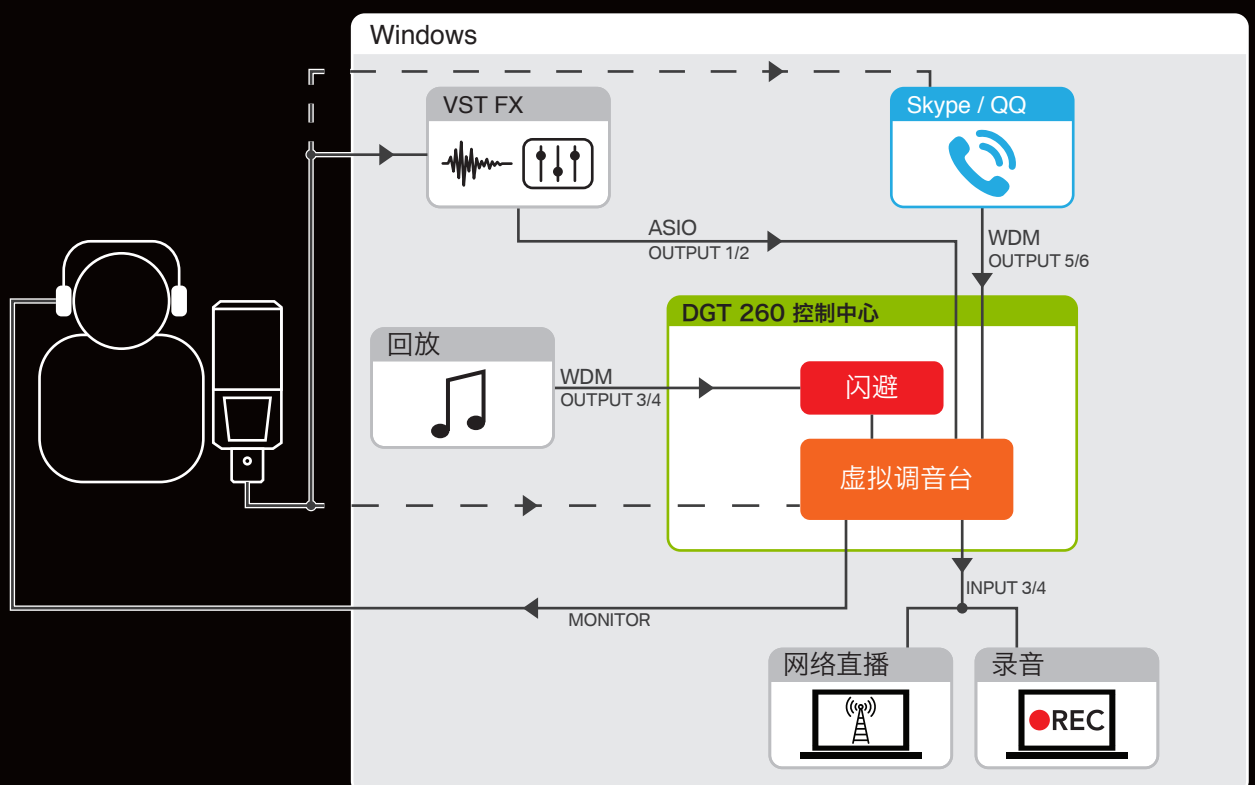 Windows
VST FX
Skype / QQ
ASIO
OUTPUT 1/2
WDM
OUTPUT 5/6
DGT 260 控制中心
回放
WDM
OUTPUT 3/4
闪避
虚拟调音台
INPUT 3/4
MONITOR
网络直播
录音
REC